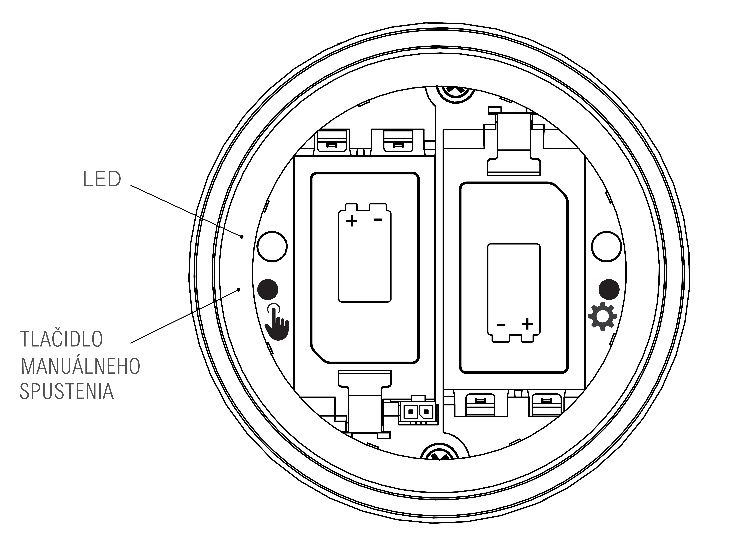 LED
TLAČIDLO
MANUÁLNEHO
SPUSTENIA
+ -
- +